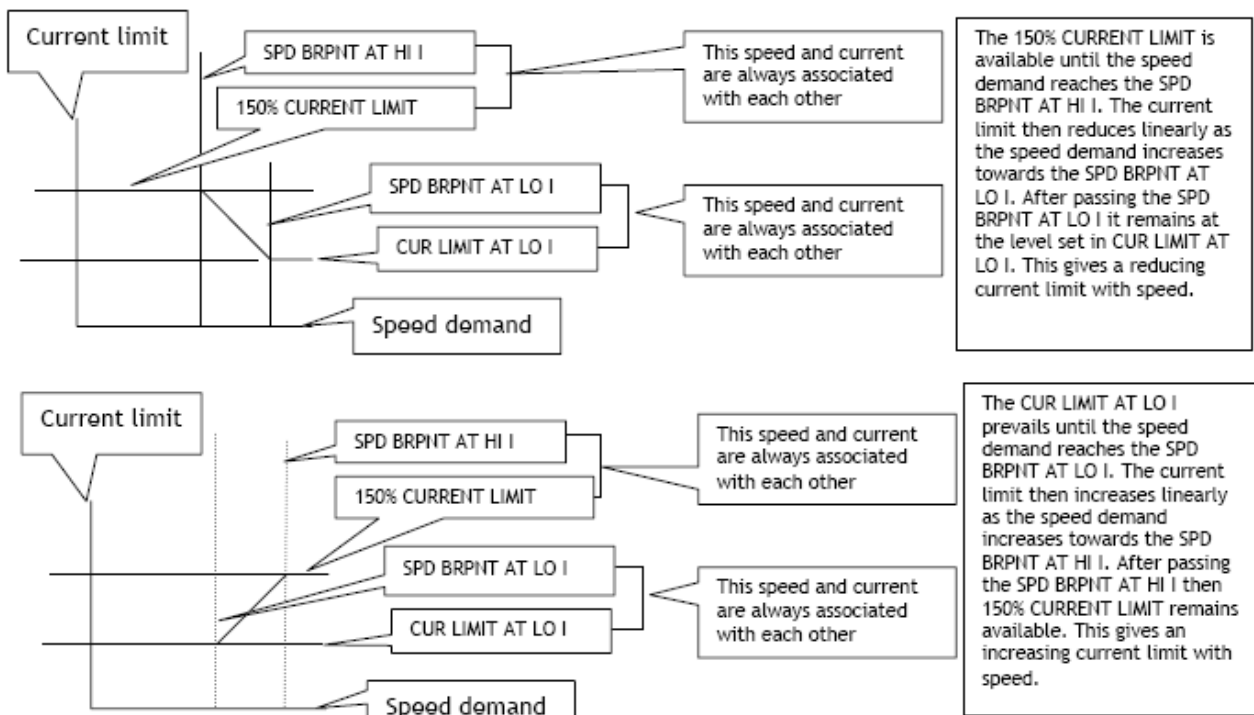 Current limit
SPD BRPNT AT HI I
150% CURRENT LIMIT
This speed and current
are always associated
with each other
SPD BRPNT AT LO I
CUR LIMIT AT LO I
This speed and current
are always associated
with each other
Speed demand
The 150% CURRENT LIMIT is
available until the speed
demand reaches the SPD
BRPNT AT HI I. The current
limit then reduces linearly as
the speed demand increases
towards the SPD BRPNT AT
LO I. After passing the SPD
BRPNT AT LO I it remains at
the level set in CUR LIMIT AT
LO I. This gives a reducing
current limit with speed.
Current limit
SPD BRPNT AT HI I
150% CURRENT LIMIT
This speed and current
are always associated
with each other
SPD BRPNT AT LO I
CUR LIMIT AT LO I
This speed and current
are always associated
with each other
Speed demand
The CUR LIMIT AT LO I
prevails until the speed
demand reaches the SPD
BRPNT AT LO I. The current
limit then increases linearly
as the speed demand
increases towards the SPD
BRPNT AT HI I. After passing
the SPD BRPNT AT HI I then
150% CURRENT LIMIT remains
available. This gives an
increasing current limit with
speed.